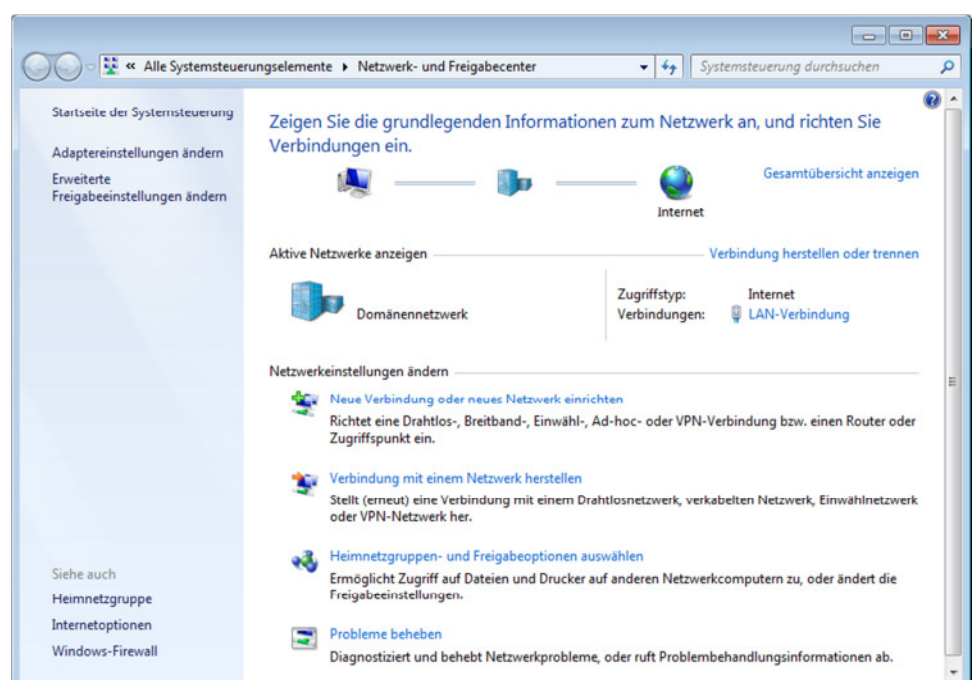 « Alle Systemsteuerungselemente ▸ Netzwerk- und Freigabecenter
Systemsteuerung durchsuchen
Startseite der Systemsteuerung
Adaptereinstellungen ändern
Erweiterte
Freigabeeinstellungen ändern
Zeigen Sie die grundlegenden Informationen zum Netzwerk an, und richten Sie
Verbindungen ein.
Gesamtübersicht anzeigen
Internet
Aktive Netzwerke anzeigen
Verbindung herstellen oder trennen
Domänennetzwerk
Zugriffstyp: Internet
Verbindungen: LAN-Verbindung
Netzwerkeinstellungen ändern
Neue Verbindung oder neues Netzwerk einrichten
Richtet eine Drahtlos-, Breitband-, Einwähl-, Ad-hoc- oder VPN-Verbindung bzw. einen Router oder
Zugriffspunkt ein.
Verbindung mit einem Netzwerk herstellen
Stellt (erneut) eine Verbindung mit einem Drahtlosnetzwerk, verkabelten Netzwerk, Einwählnetzwerk
oder VPN-Netzwerk her.
Heimnetzgruppen- und Freigabeoptionen auswählen
Ermöglicht Zugriff auf Dateien und Drucker auf anderen Netzwerkcomputern zu, oder ändert die
Freigabeeinstellungen.
Probleme beheben
Diagnostiziert und behebt Netzwerkprobleme, oder ruft Problembehandlungsinformationen ab.
Siehe auch
Heimnetzgruppe
Internetoptionen
Windows-Firewall